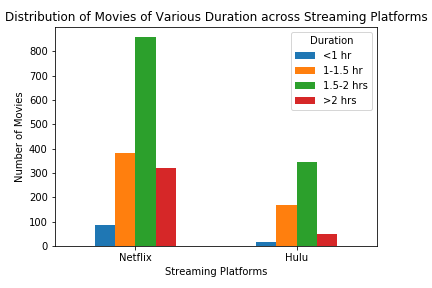 Distribution of Movies of Various Duration across Streaming Platforms
Duration
<1 hr
1-1.5 hr
1.5-2 hrs
>2 hrs
Number of Movies
800
700
600
500
400
300
200
100
0
Netflix Hulu
Streaming Platforms